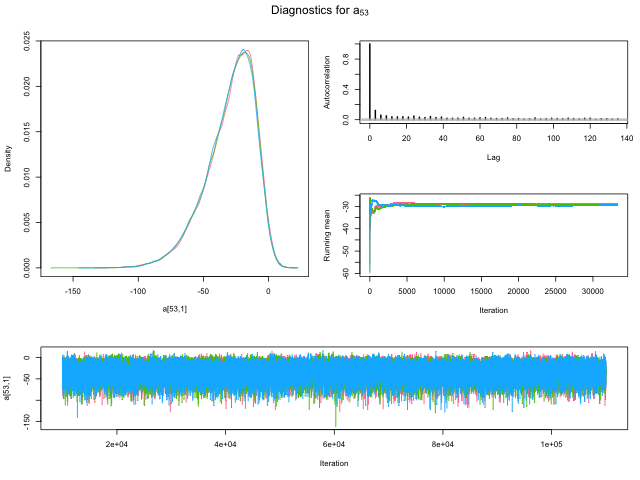 Diagnostics for a53
Density
0.000 0.005 0.010 0.015 0.020 0.025
-150 -100 -50 0
a[53,1]
Autocorrelation
0.0 0.4 0.8
0 20 40 60 80 100 120 140
Lag
Running mean
-60 -50 -40 -30
0 5000 10000 15000 20000 25000 30000
Iteration
a[53,1]
-150 -50 0
2e+04 4e+04 6e+04 8e+04 1e+05
Iteration